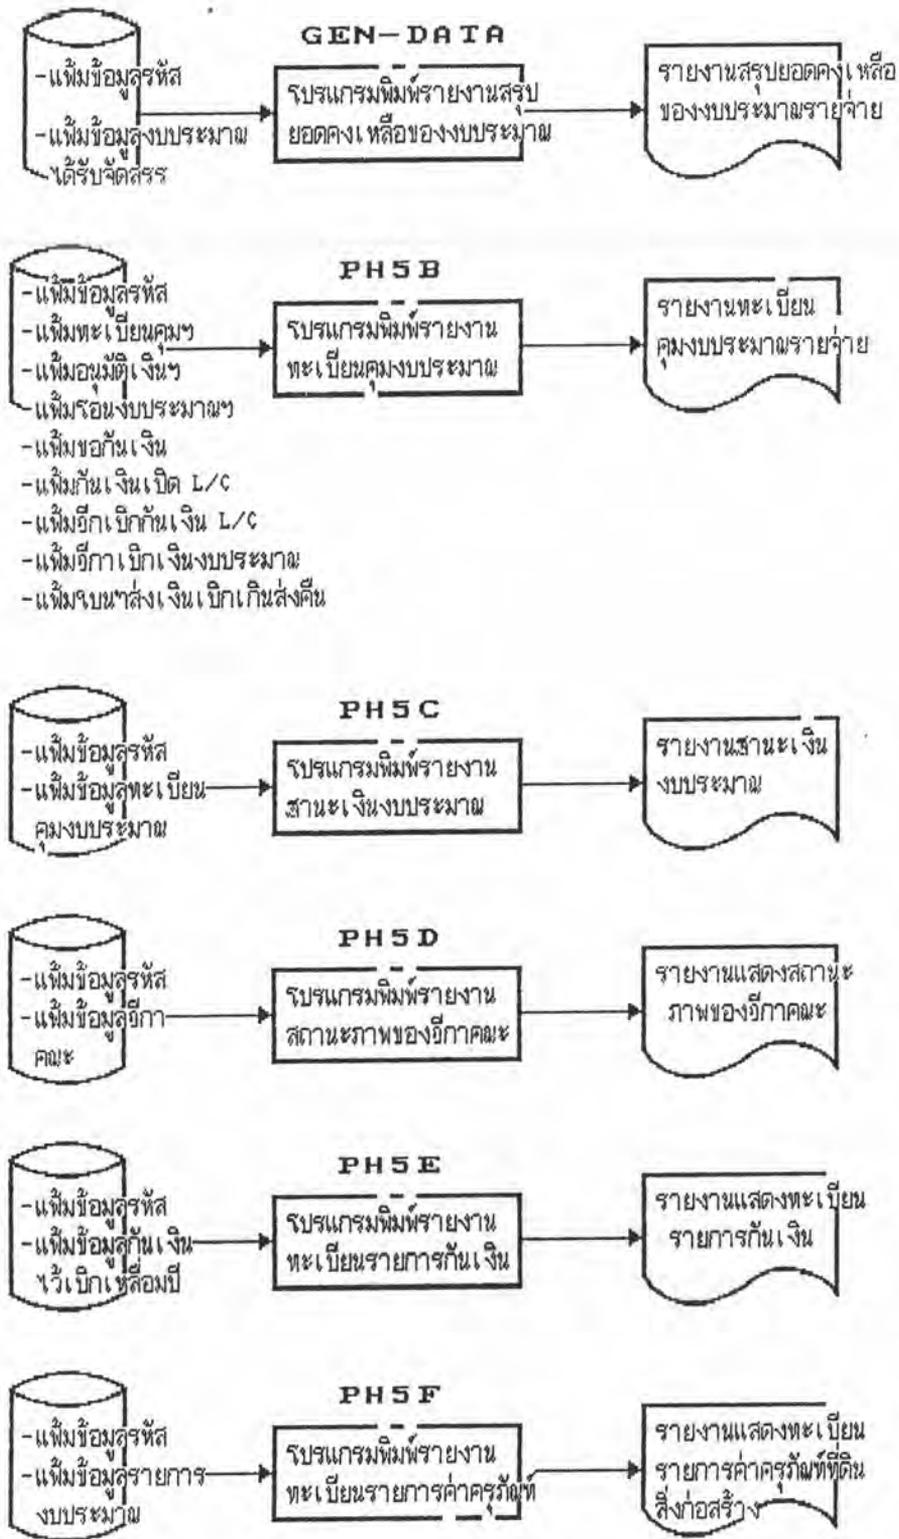 GEN-DATA
-แฟ้มข้อมูลรหัส
-แฟ้มข้อมูลงบประมาณ
ได้รับจัดสรร
โปรแกรมพิมพ์รายงานสรุป
ยอดคงเหลือของงบประมาณ
รายงานสรุปยอดคงเหลือ
ของงบประมาณรายจ่าย
PH5B
-แฟ้มข้อมูลรหัส
-แฟ้มทะเบียนคุมฯ
-แฟ้มอนุมัติเงินฯ
-แฟ้มโอนงบประมาณฯ
-แฟ้มขอกันเงิน
-แฟ้มกันเงินเปิด L/C
-แฟ้มฎีกเบิกกันเงิน L/C
-แฟ้มฎีกาเบิกเงินงบประมาณ
-แฟ้มใบนำส่งเงินเบิกเกินส่งคืน
โปรแกรมพิมพ์รายงาน
ทะเบียนคุมงบประมาณ
รายงานทะเบียน
คุมงบประมาณรายจ่าย
PH5C
-แฟ้มข้อมูลรหัส
-แฟ้มข้อมูลทะเบียน
คุมงบประมาณ
โปรแกรมพิมพ์รายงาน
ฐานะเงินงบประมาณ
รายงานฐานะเงิน
งบประมาณ
PH5D
-แฟ้มข้อมูลรหัส
-แฟ้มข้อมูลฎีกา
คณะ
โปรแกรมพิมพ์รายงาน
สถานะภาพของฎีกาคณะ
รายงานแสดงสถานะ
ภาพของฎีกาคณะ
PH5E
-แฟ้มข้อมูลรหัส
-แฟ้มข้อมูลกันเงิน
ไว้เบิกเหลื่อมปี
โปรแกรมพิมพ์รายงาน
ทะเบียนรายการกันเงิน
รายงานแสดงทะเบียน
รายการกันเงิน
PH5F
-แฟ้มข้อมูลรหัส
-แฟ้มข้อมูลรายการ
งบประมาณ
โปรแกรมพิมพ์รายงาน
ทะเบียนรายการค่าครุภัณฑ์
รายงานแสดงทะเบียน
รายการค่าครุภัณฑ์ที่ดิน
สิ่งก่อสร้าง